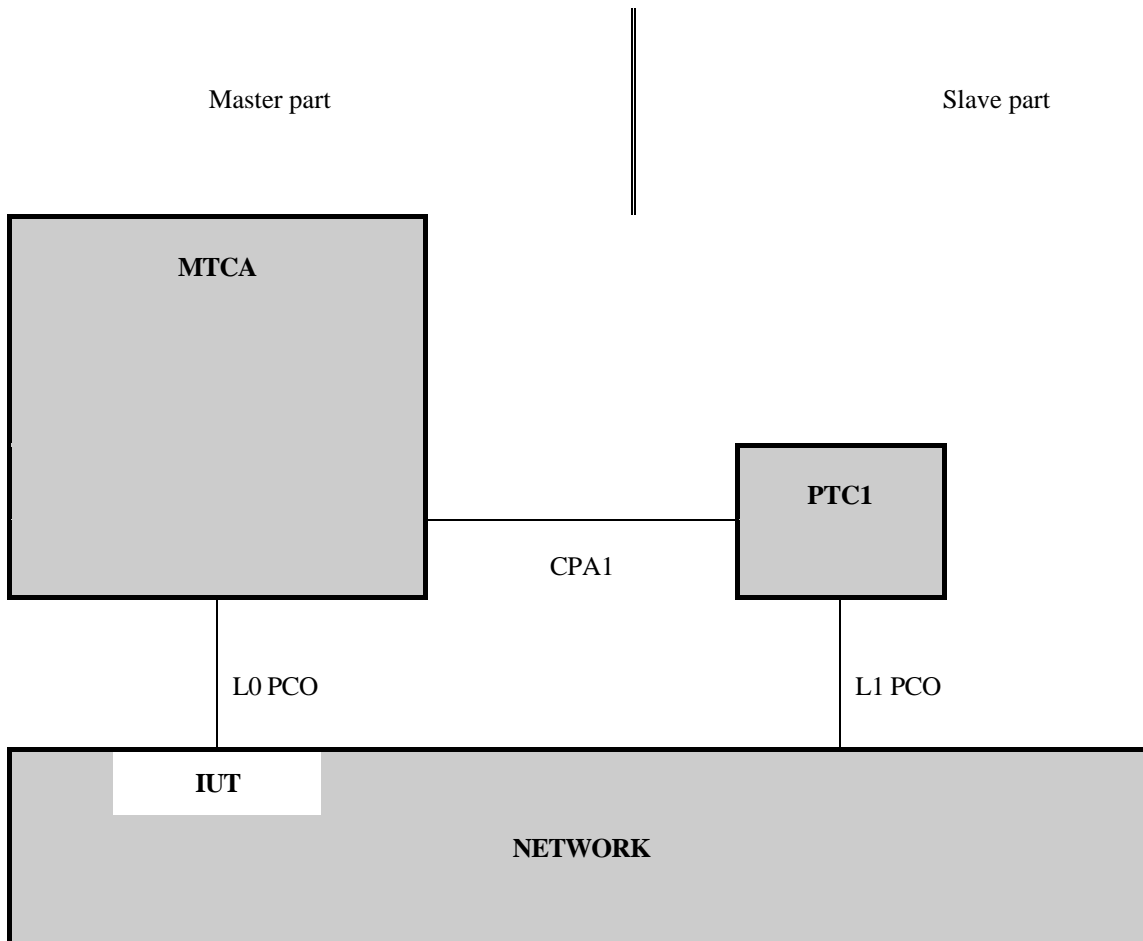 Master part
Slave part
MTCA
PTC1
CPA1
L0 PCO
L1 PCO
IUT
NETWORK